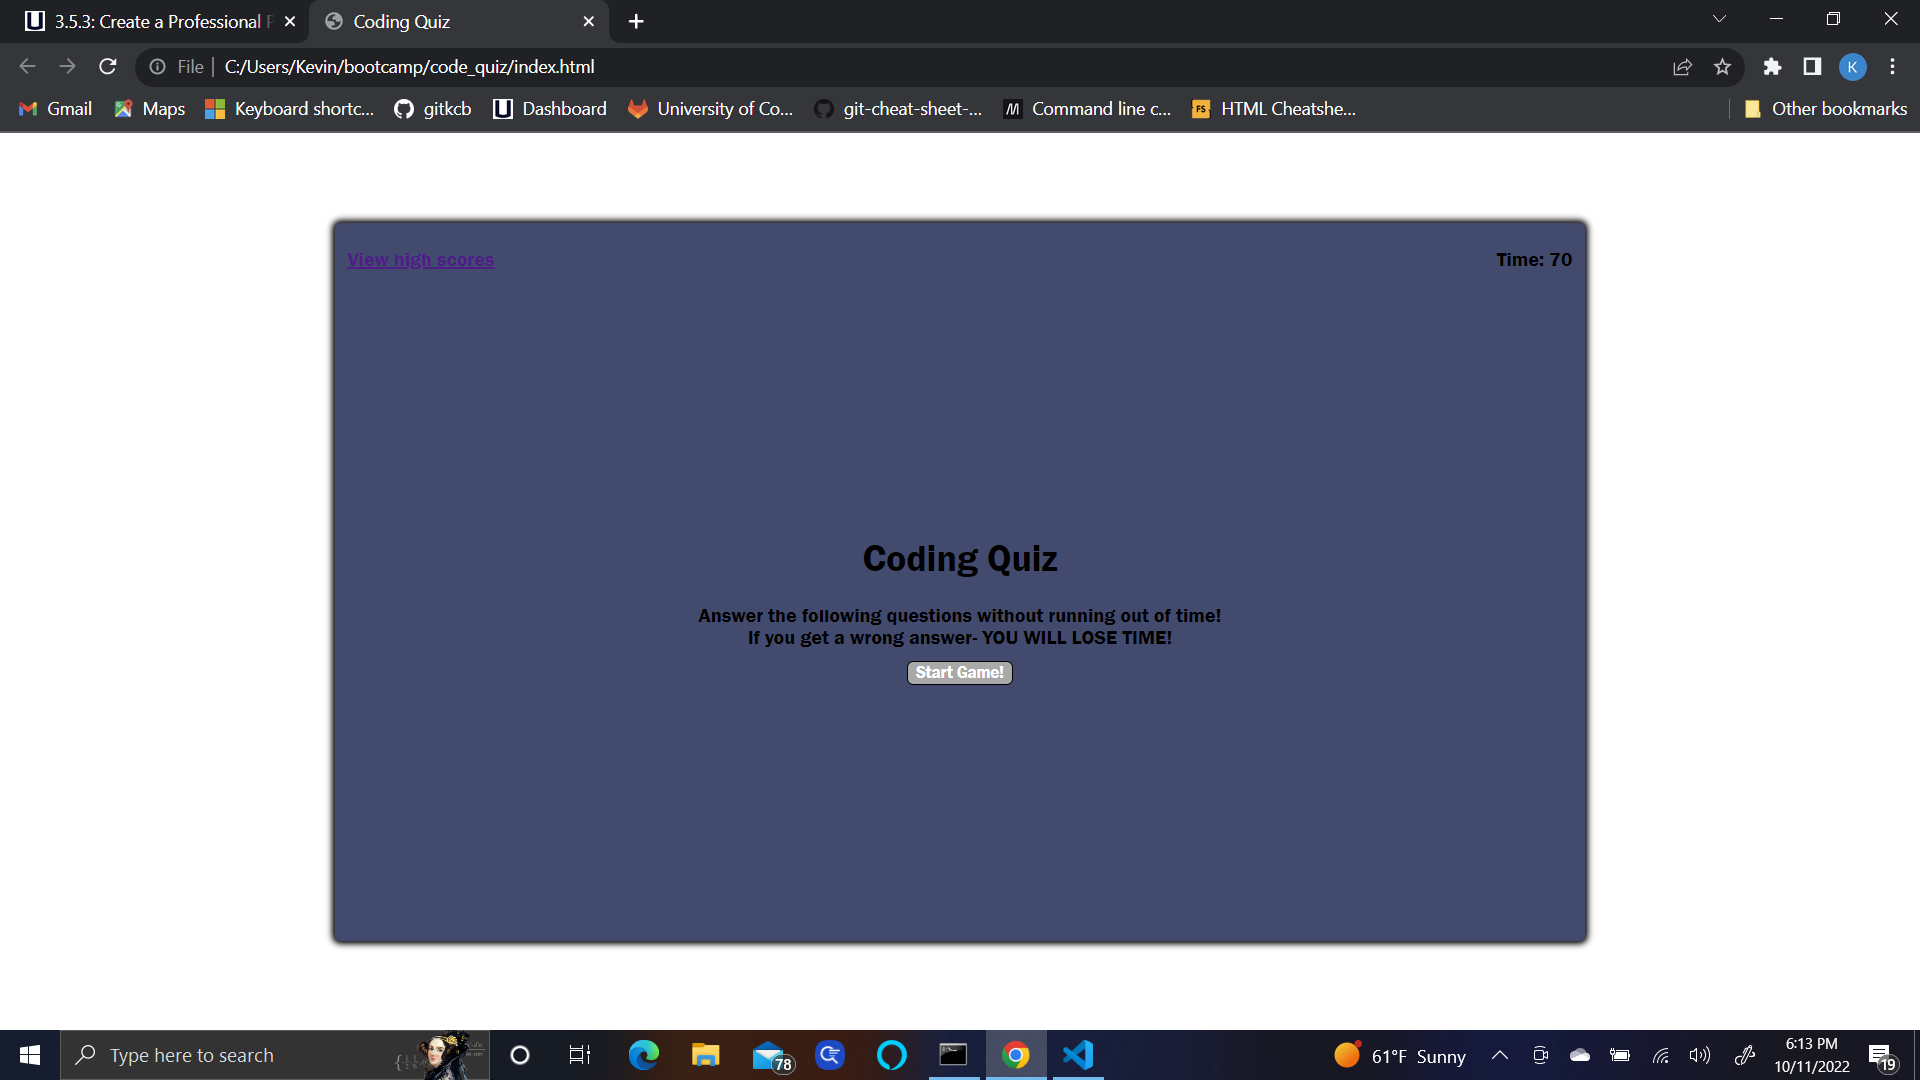 3.5.3: Create a Professional P
Coding Quiz
File
C:/Users/Kevin/bootcamp/code_quiz/index.html
K
Gmail
Maps
Keyboard shortc...
gitkcb
Dashboard
University of Co...
git-cheat-sheet-...
Command line c...
FS
HTML Cheatshe...
Other bookmarks
View high scores
Time: 70
Coding Quiz
Answer the following questions without running out of time!
If you get a wrong answer- YOU WILL LOSE TIME!
Start Game!
Type here to search
78
61°F Sunny
6:13 PM
10/11/2022
19